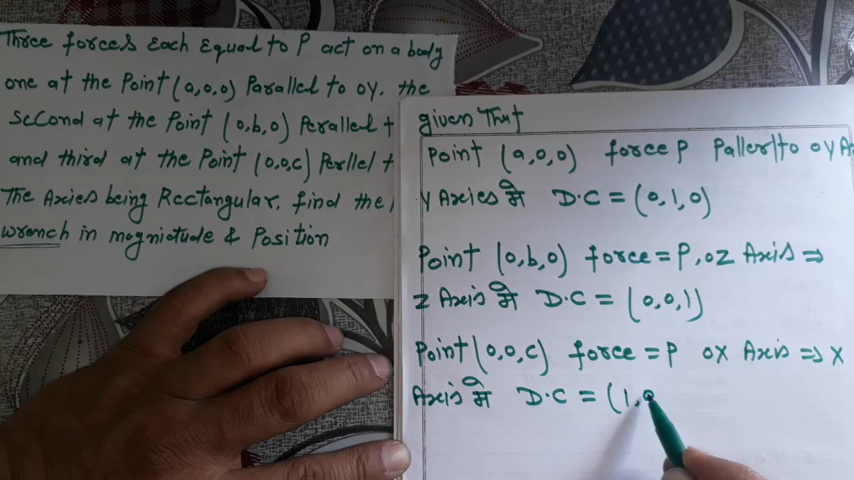 Three forces Each Equal to P act on a body
one at the Point (a,0,0) Parallel to oy. the
second at the Point (0,b,0) Perallel t
and third at the Point (0,0,c) Perllel t
The Axies being Rectangular. find the
wrench in magnietude & Position
given That
Point (a,0,0) force P Paller|to oy A
Y Axies में D.C = (0,1,0)
Point (0,b,0) force = P, oz Axis ⇒
Z Axis में D.C = (0,0,1)
Point (0,0,c) force = P ox Axis ⇒ X
Axis में D.C = (1,0